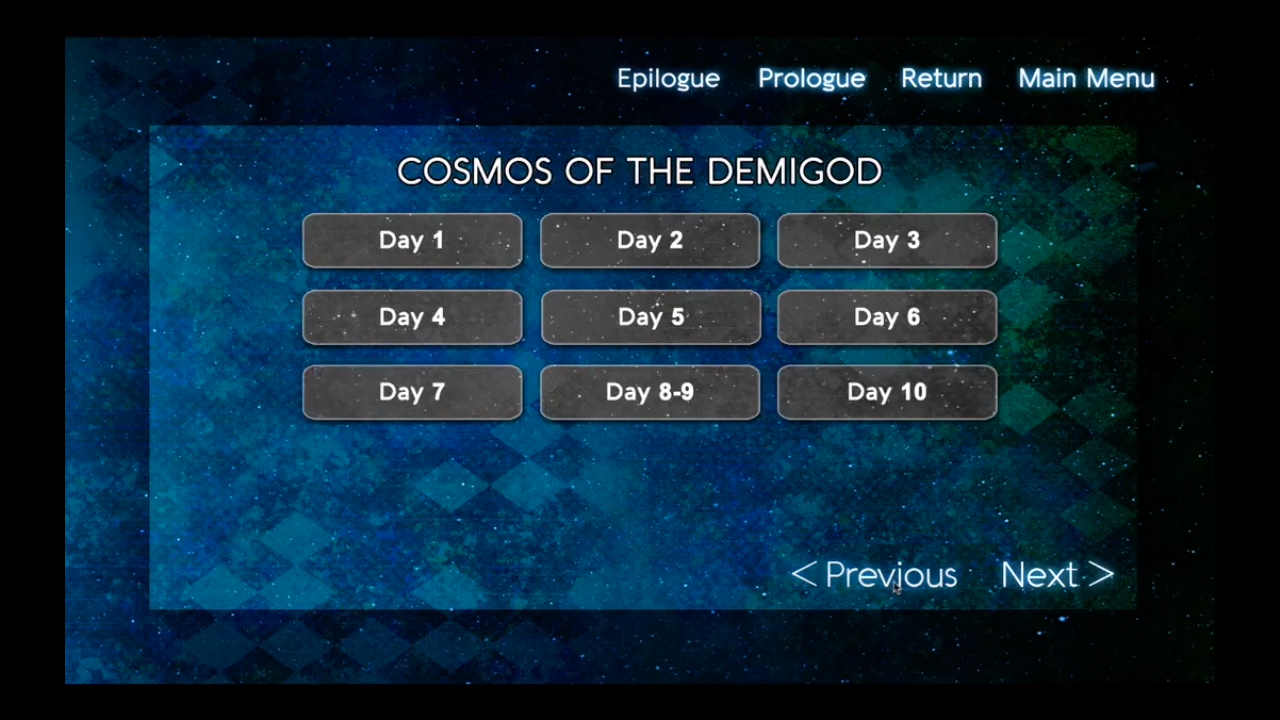 Epilogue Prologue Return Main Menu
COSMOS OF THE DEMIGOD
Day 1 Day 2 Day 3
Day 4 Day 5 Day 6
Day 7 Day 8-9 Day 10
< Previous Next >